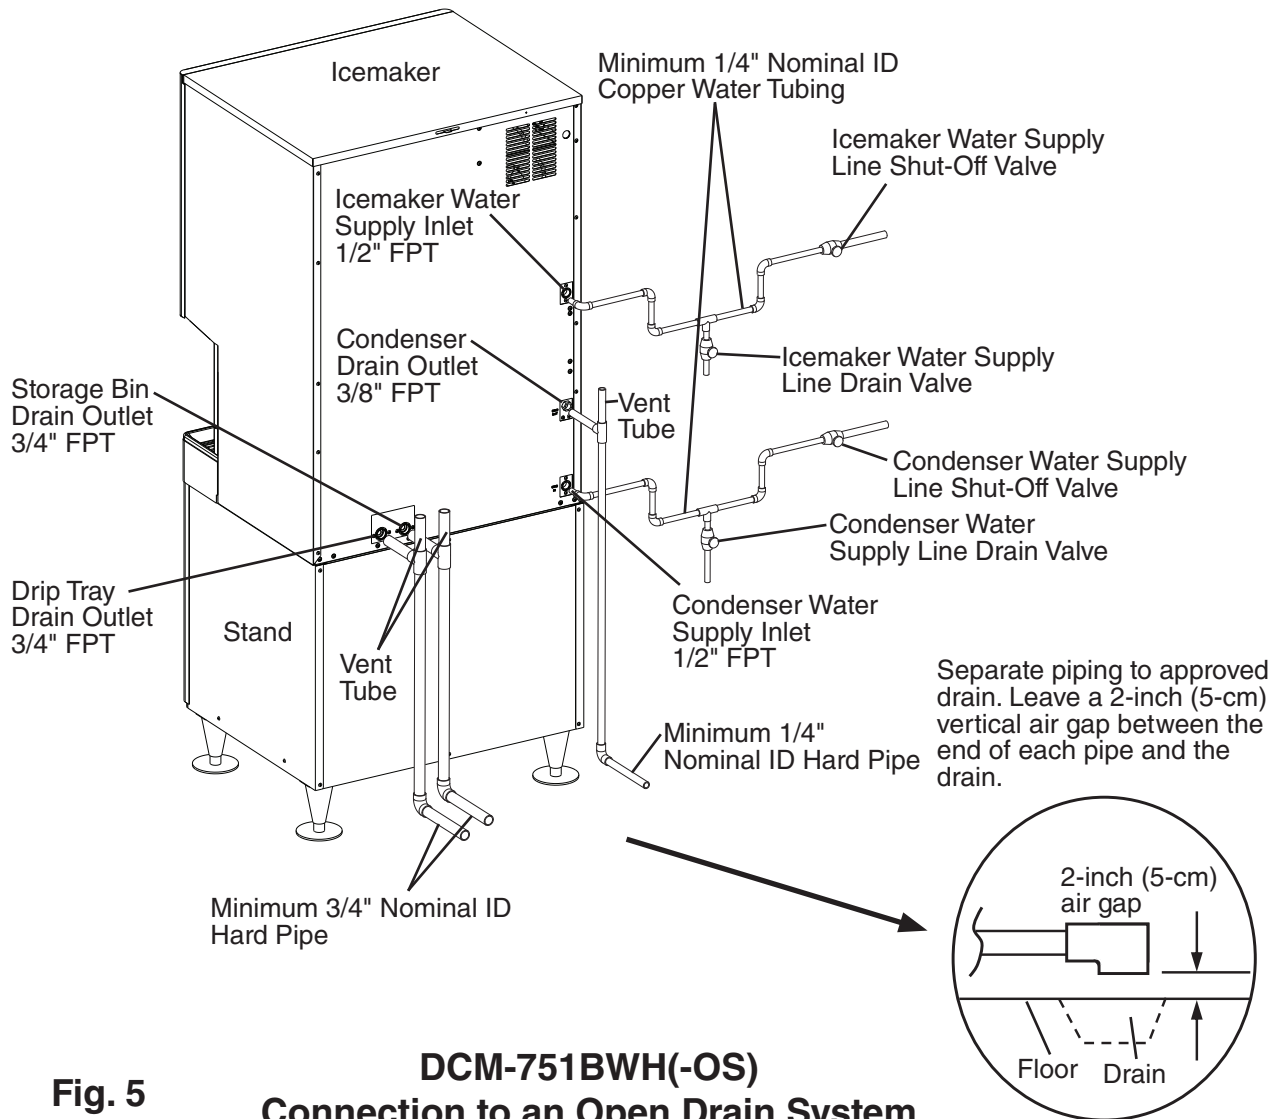 Icemaker
Minimum 1/4" Nominal ID
Copper Water Tubing
Icemaker Water Supply
Line Shut-Off Valve
Icemaker Water
Supply Inlet
1/2" FPT
Condenser
Drain Outlet
3/8" FPT
Icemaker Water Supply
Line Drain Valve
Storage Bin
Drain Outlet
3/4" FPT
Vent
Tube
Condenser Water Supply
Line Shut-Off Valve
Condenser Water
Supply Line Drain Valve
Drip Tray
Drain Outlet
3/4" FPT
Stand
Vent
Tube
Condenser Water
Supply Inlet
1/2" FPT
Separate piping to approved
drain. Leave a 2-inch (5-cm)
vertical air gap between the
end of each pipe and the
drain.
Minimum 1/4"
Nominal ID Hard Pipe
Minimum 3/4" Nominal ID
Hard Pipe
2-inch (5-cm)
air gap
Floor
Drain
Fig. 5
DCM-751BWH(-OS)
Connection to an Open Drain System